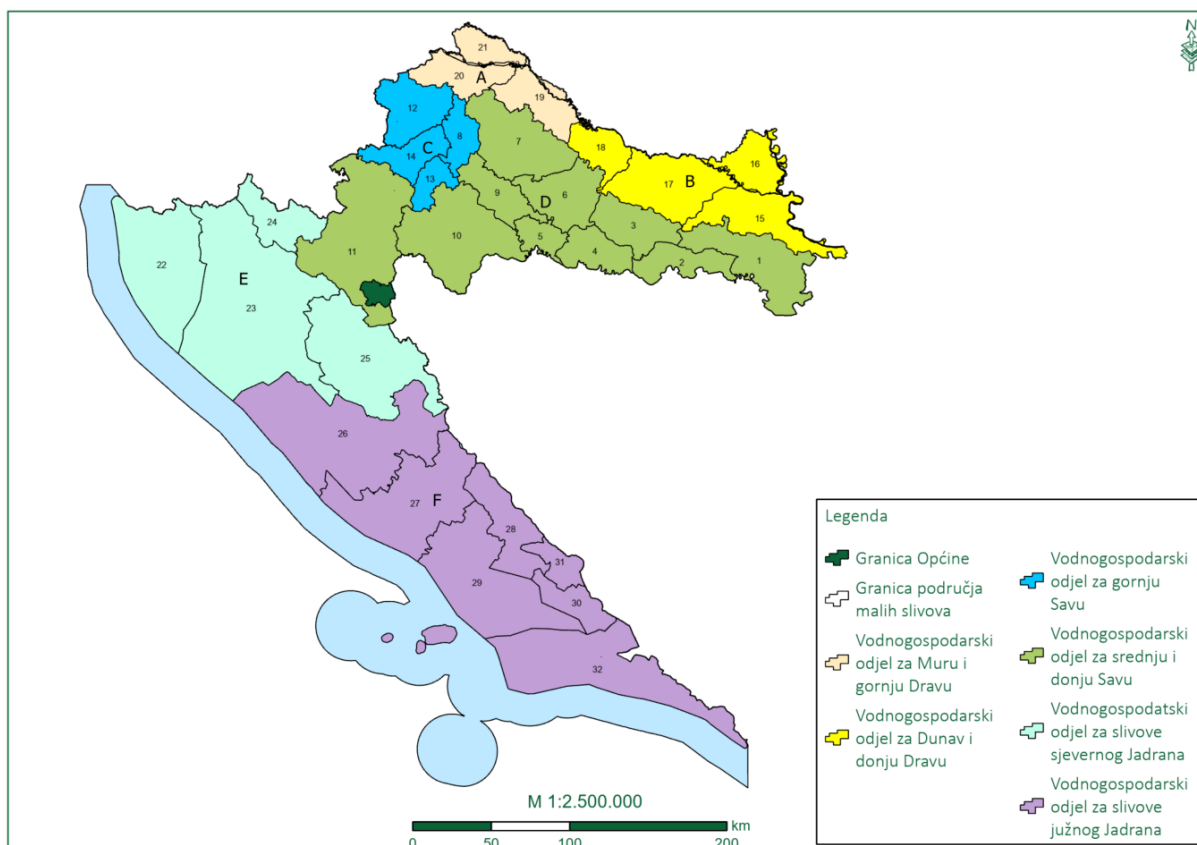 N
21
20
A
19
12
8
C
14
13
7
18
16
17
B
15
9
6
D
3
5
4
10
2
1
11
24
22
E
23
25
26
27
F
28
31
29
30
32
M 1:2.500.000
km
0
50
100
200
Legenda
Granica Općine
Granica područja
malih slivova
Vodnogospodarski
odjel za Muru i
gornju Dravu
Vodnogospodarski
odjel za Dunav i
donju Dravu
Vodnogospodarski
odjel za gornju
Savu
Vodnogospodarski
odjel za srednju i
donju Savu
Vodnogospodatski
odjel za slivove
sjevernog Jadrana
Vodnogospodarski
odjel za slivove
južnog Jadrana